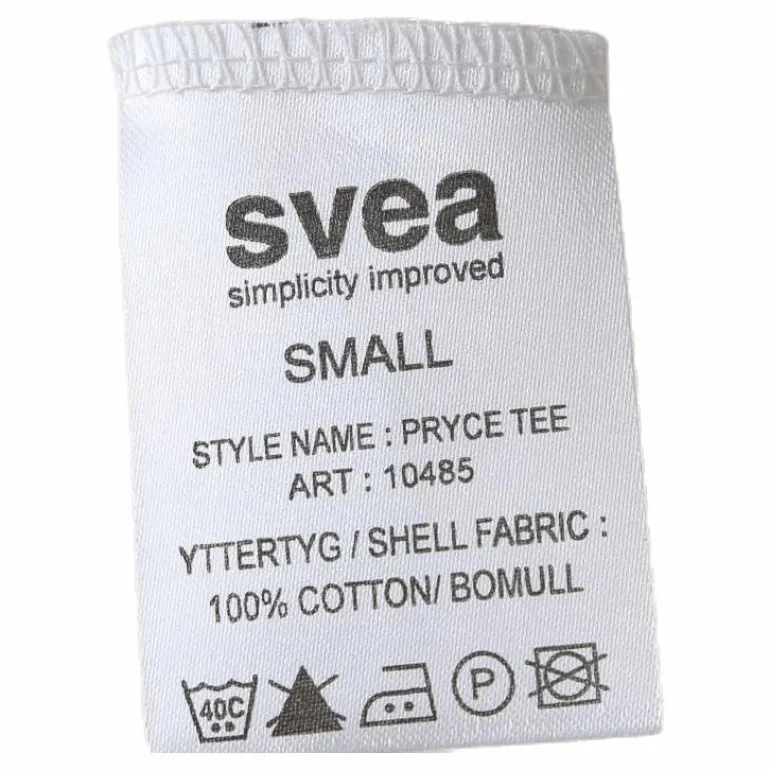 svea
simplicity improved
SMALL
STYLE NAME : PRYCE TEE
ART : 10485
YTTERTYG / SHELL FABRIC :
100% COTTON/ BOMULL
40C P